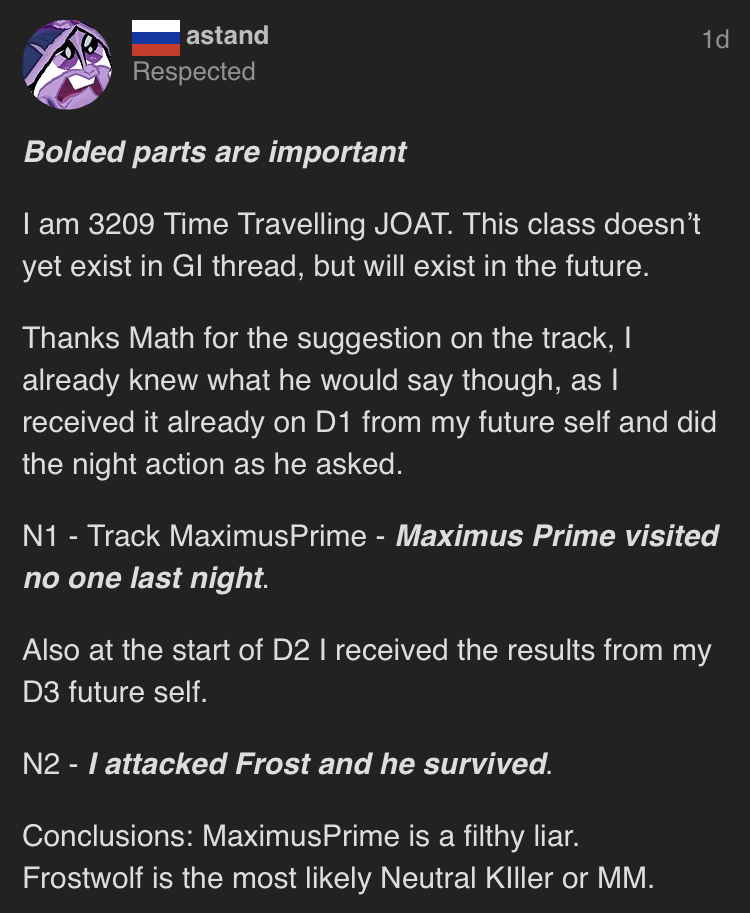 astand
1d
Respected
Bolded parts are important
I am 3209 Time Travelling JOAT. This class doesn’t
yet exist in GI thread, but will exist in the future.
Thanks Math for the suggestion on the track, I
already knew what he would say though, as I
received it already on D1 from my future self and did
the night action as he asked.
N1 - Track MaximusPrime - Maximus Prime visited
no one last night.
Also at the start of D2 I received the results from my
D3 future self.
N2 - I attacked Frost and he survived.
Conclusions: MaximusPrime is a filthy liar.
Frostwolf is the most likely Neutral KIller or MM.